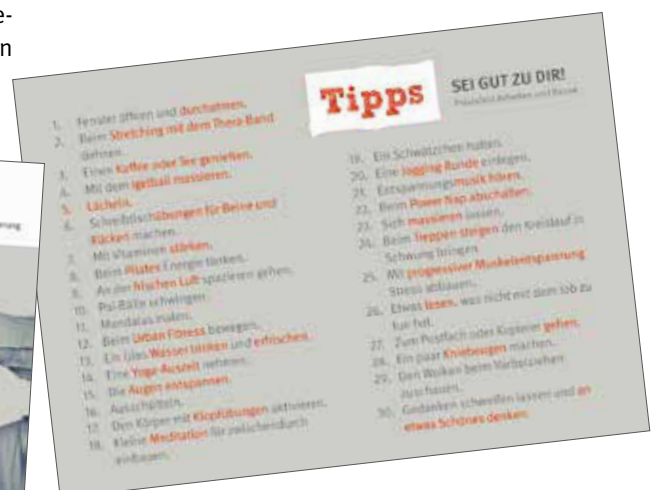 e-
n
erung
Tipps
SEI GUT ZU DIR!
1. Fenster öffnen und durchatmen.
2. Beim Stretching mit dem Thera-Band
dehnen.
3. Einen Kaffee oder Tee genießen.
4. Mit dem Igelball massieren.
5. Lächeln.
6. Schreibtischübungen für Beine und
Rücken machen.
7. Mit Vitaminen stärken.
8. Beim Pilates Energie tanken.
9. An der frischen Luft spazieren gehen.
10. Poi-Bälle schwingen.
11. Mandalas malen.
12. Beim Urban Fitness bewegen.
13. Ein Glas Wasser trinken und erfrischen.
14. Eine Yoga-Auszeit nehmen.
15. Die Augen entspannen.
16. Ausschütteln.
17. Den Körper mit Klopfübungen aktivieren.
18. Kleine Meditation für zwischendurch
einbauen.
19. Ein Schwätzchen halten.
20. Eine Jogging Runde einlegen.
21. Entspannungsmusik hören.
22. Beim Power Nap abschalten.
23. Sich massieren lassen.
24. Beim Treppen steigen den Kreislauf in
Schwung bringen.
25. Mit progressiver Muskelentspannung
Stress abbauen.
26. Etwas lesen, was nicht mit dem Job zu
tun hat.
27. Zum Postfach oder Kopierer gehen.
28. Ein paar Kniebeugen machen.
29. Den Wolken beim Vorbeiziehen
zuschauen.
30. Gedanken schweifen lassen und an
etwas Schönes denken.